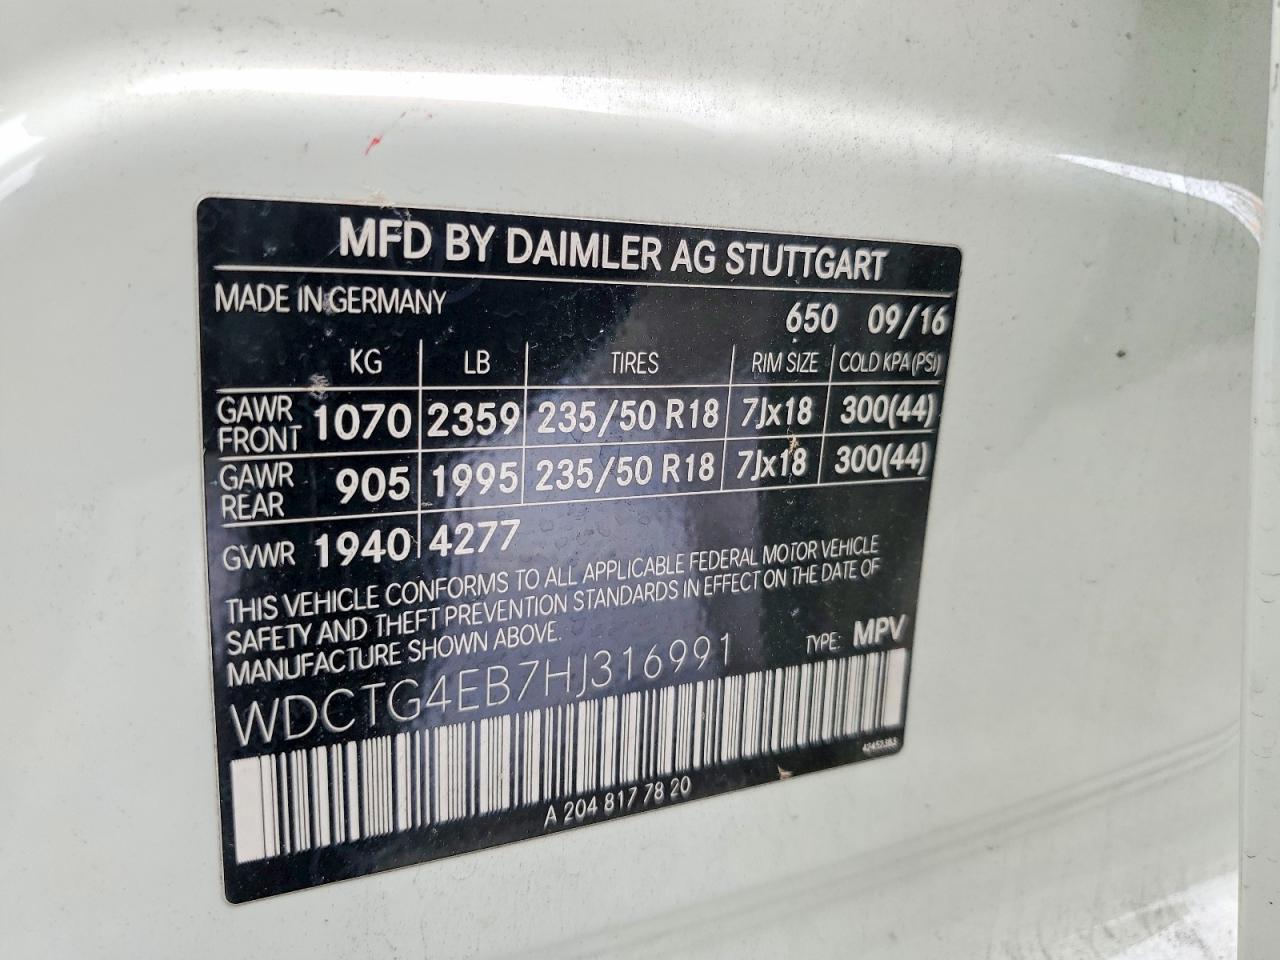 MFD BY DAIMLER AG STUTTGART
MADE IN GERMANY
650 09/16
KG LB TIRES RIM SIZE COLD KPA(PSI)
GAWR FRONT 1070 2359 235/50 R18 7Jx18 300(44)
GAWR REAR 905 1995 235/50 R18 7Jx18 300(44)
GVWR 1940 4277
THIS VEHICLE CONFORMS TO ALL APPLICABLE FEDERAL MOTOR VEHICLE
SAFETY AND THEFT PREVENTION STANDARDS IN EFFECT ON THE DATE OF
MANUFACTURE SHOWN ABOVE.
TYPE: MPV
WDCTG4EB7HJ316991
A 204 817 78 20